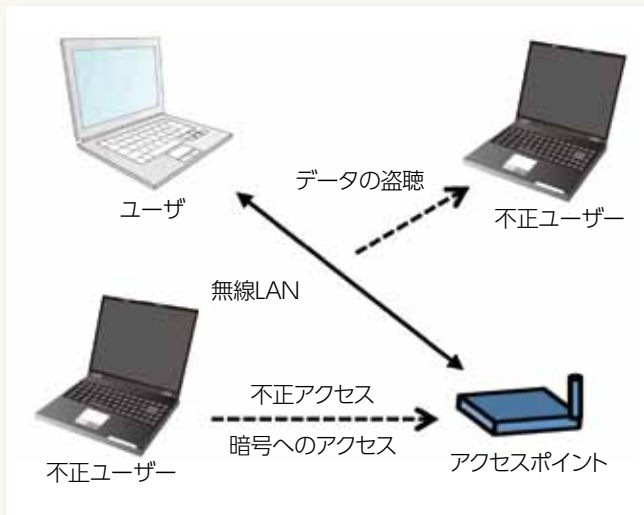 ユーザ
データの盗聴
不正ユーザー
無線LAN
不正アクセス
暗号へのアクセス
不正ユーザー
アクセスポイント